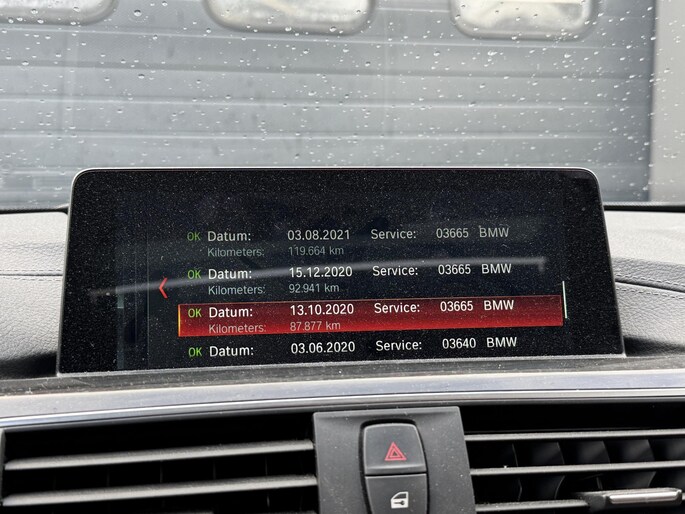 OK Datum: 03.08.2021 Service: 03665 BMW
Kilometers: 119.664 km
OK Datum: 15.12.2020 Service: 03665 BMW
Kilometers: 92.941 km
OK Datum: 13.10.2020 Service: 03665 BMW
Kilometers: 87.877 km
OK Datum: 03.06.2020 Service: 03640 BMW